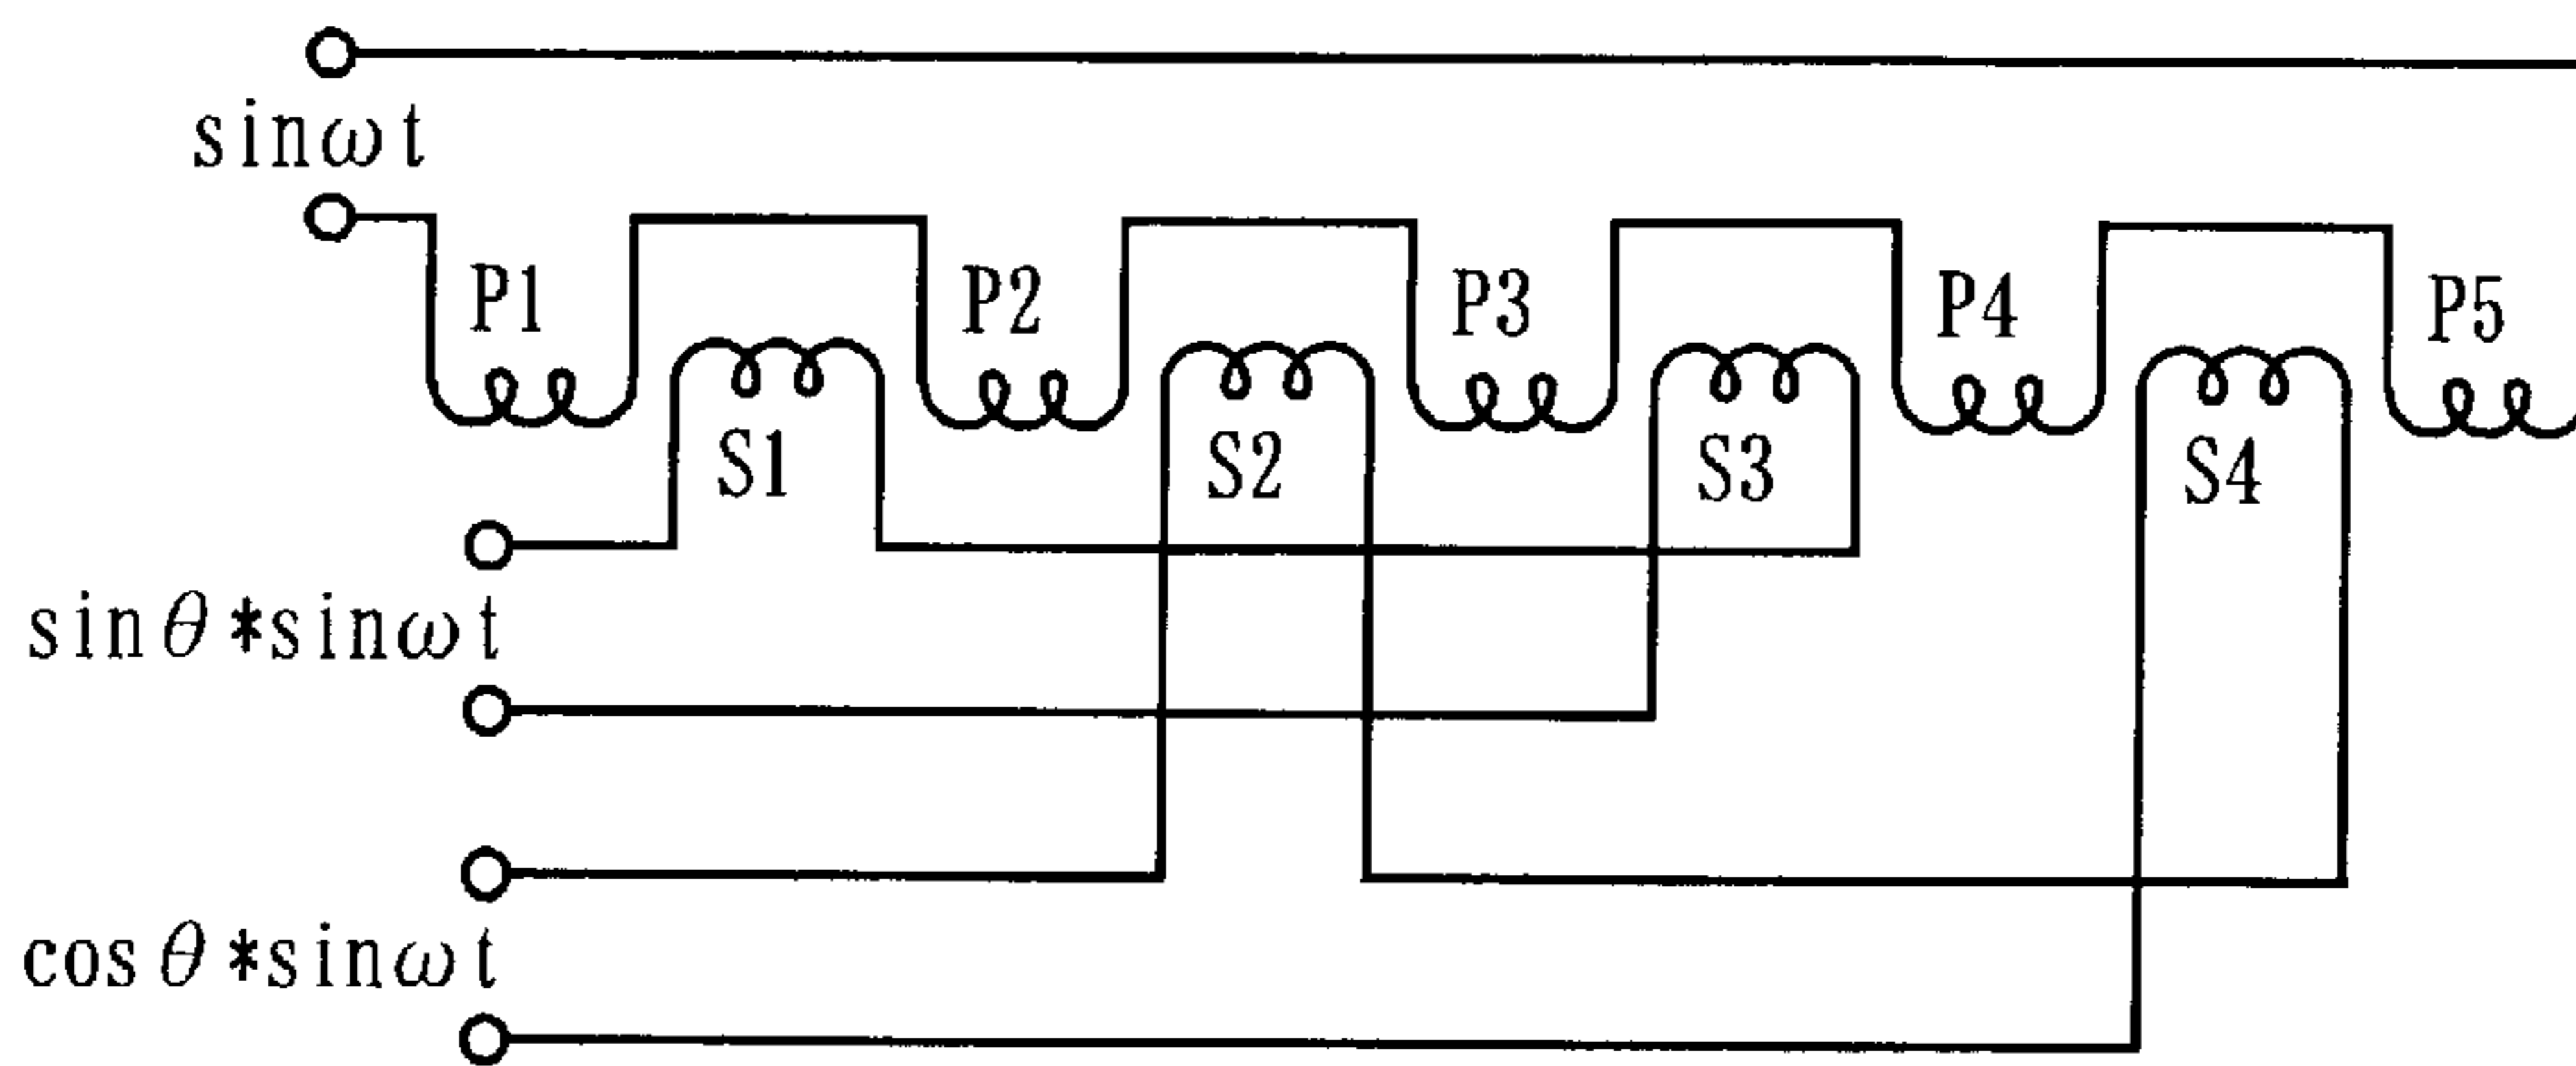 sinωt
P1 P2 P3 P4 P5
S1 S2 S3 S4
sinθ*sinωt
cosθ*sinωt